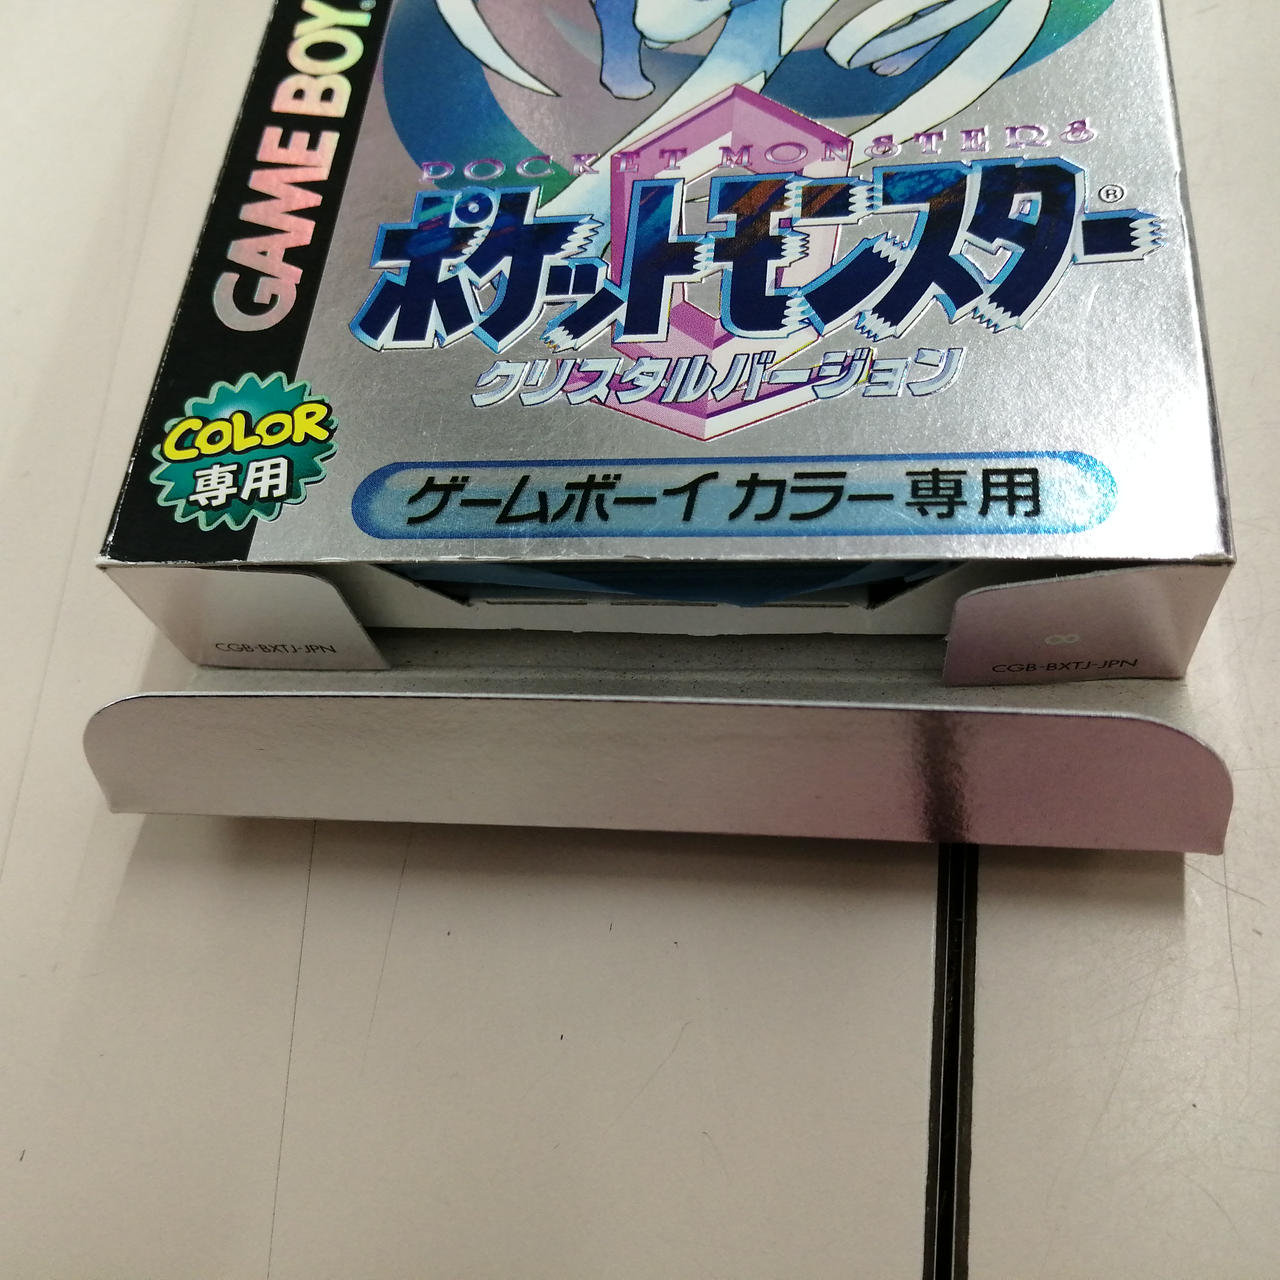 GAME BOY
POCKET MONSTERS
ポケットモンスター®
クリスタルバージョン
COLOR
専用
ゲームボーイカラー専用
CGB-BXTJ-JPN
8
CGB-BXTJ-JPN